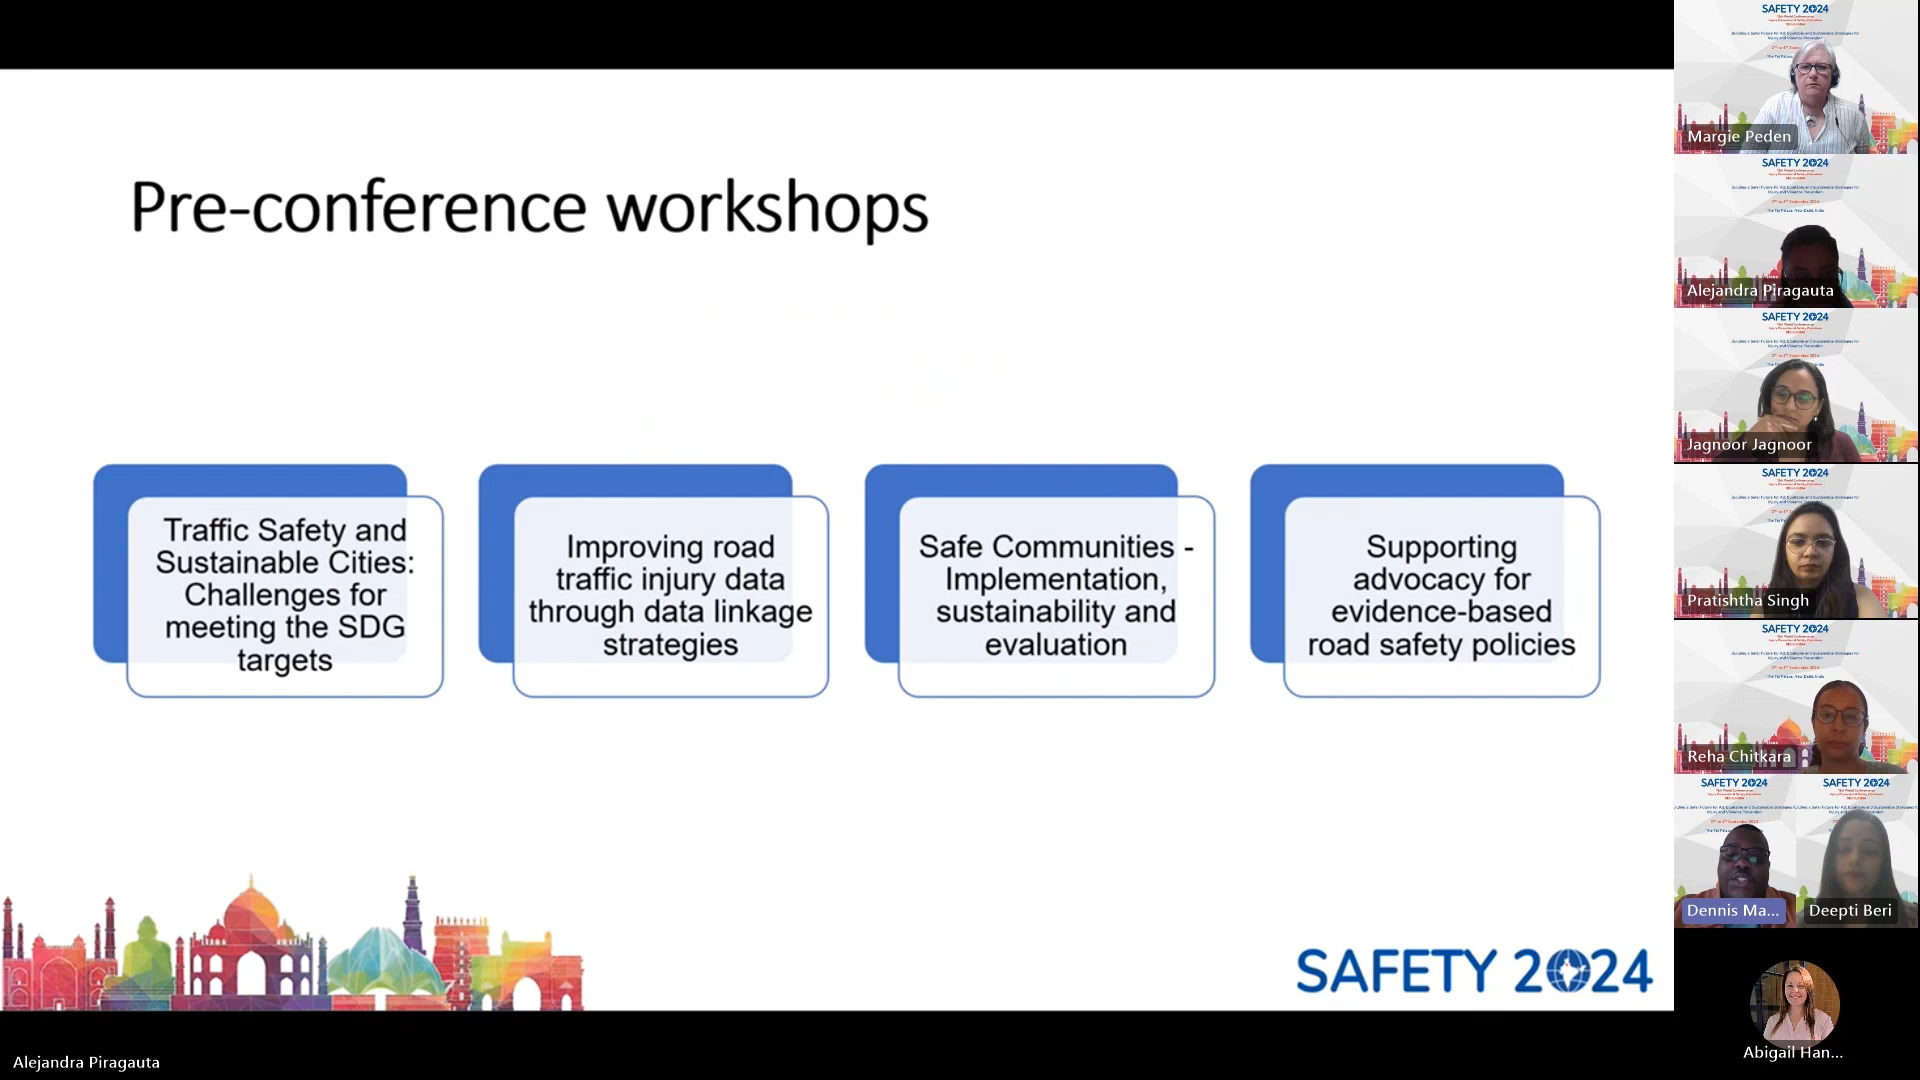 Pre-conference workshops
Traffic Safety and
Sustainable Cities:
Challenges for
meeting the SDG
targets
Improving road
traffic injury data
through data linkage
strategies
Safe Communities -
Implementation,
sustainability and
evaluation
Supporting
advocacy for
evidence-based
road safety policies
SAFETY 2024
Alejandra Piragauta
SAFETY 2024
Margie Peden
SAFETY 2024
Alejandra Piragauta
SAFETY 2024
Jagnoor Jagnoor
SAFETY 2024
Pratishtha Singh
SAFETY 2024
Reha Chitkara
SAFETY 2024
Dennis Ma...
SAFETY 2024
Deepti Beri
Abigail Han...